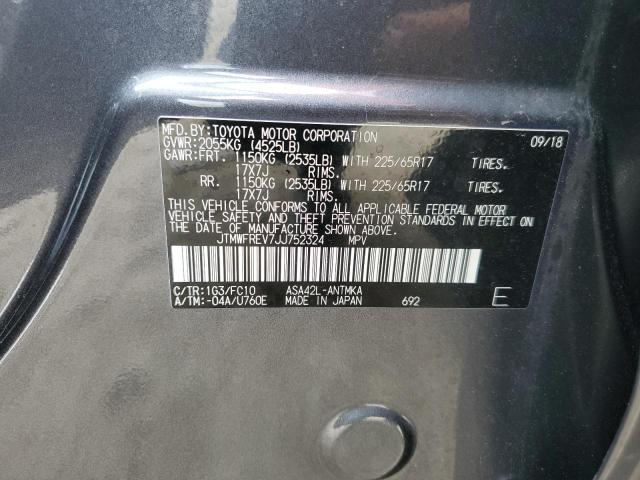 MFD.BY:TOYOTA MOTOR CORPORATION 09/18
GVWR:2055KG (4525LB)
GAWR:FRT. 1150KG (2535LB) WITH 225/65R17 TIRES.
17X7J RIMS.
RR. 1150KG (2535LB) WITH 225/65R17 TIRES.
17X7J RIMS.
THIS VEHICLE CONFORMS TO ALL APPLICABLE FEDERAL MOTOR
VEHICLE SAFETY AND THEFT PREVENTION STANDARDS IN EFFECT ON
THE DATE OF MANUFACTURE SHOWN ABOVE.
JTMWFREV7JJ752324 MPV
C/TR:1G3/FC10 ASA42L-ANTMKA
A/TM:-04A/U760E MADE IN JAPAN 692 E